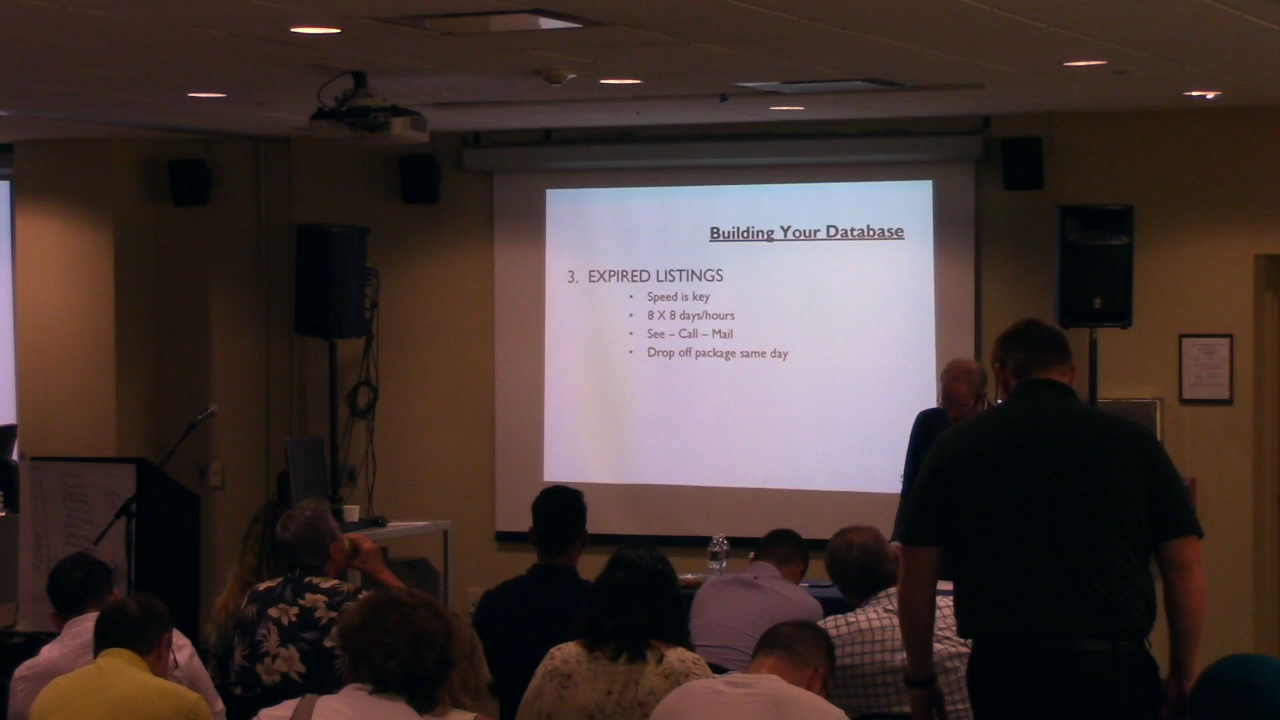 Building Your Database
3. EXPIRED LISTINGS
• Speed is key
• 8 X 8 days/hours
• See – Call – Mail
• Drop off package same day